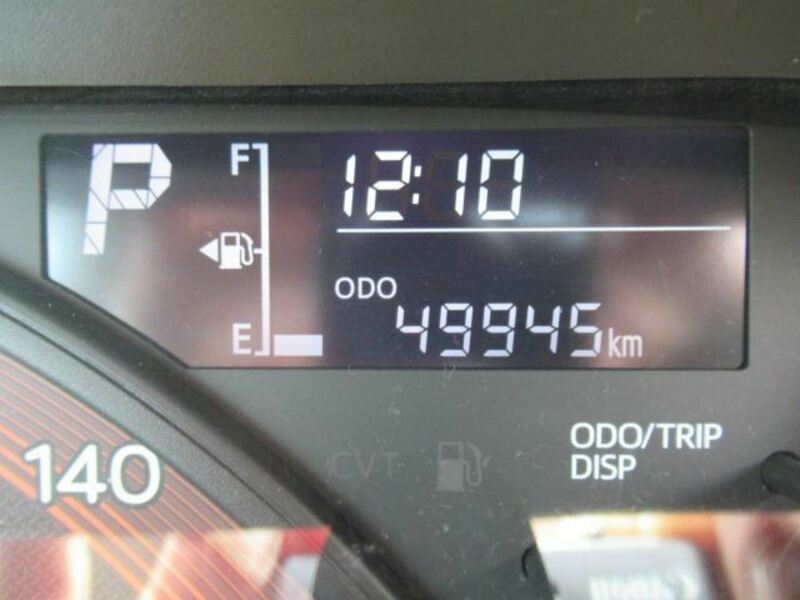 P
F
12:10
E
ODO
49945km
140
CVT
ODO/TRIP
DISP